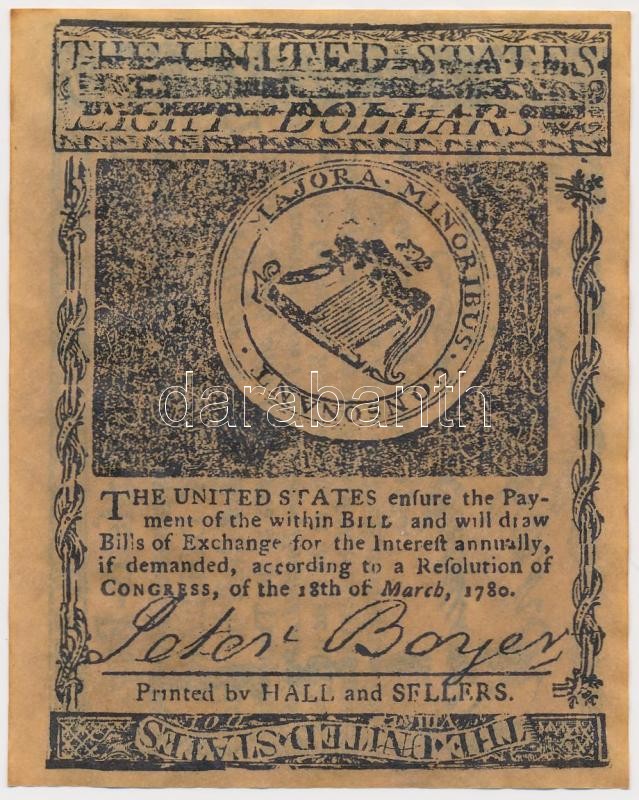 THE UNITED STATES
EIGHT DOLLARS
MAJORA · MINORIBUS · CONSONANT ·
darabanth
THE UNITED STATES enſure the Pay-
ment of the within BILL and will draw
Bills of Exchange for the Intereſt annually,
if demanded, according to a Reſolution of
CONGRESS, of the 18th of March, 1780.
Peter Boyer
Printed by HALL and SELLERS.
THE · UNITED · STATES